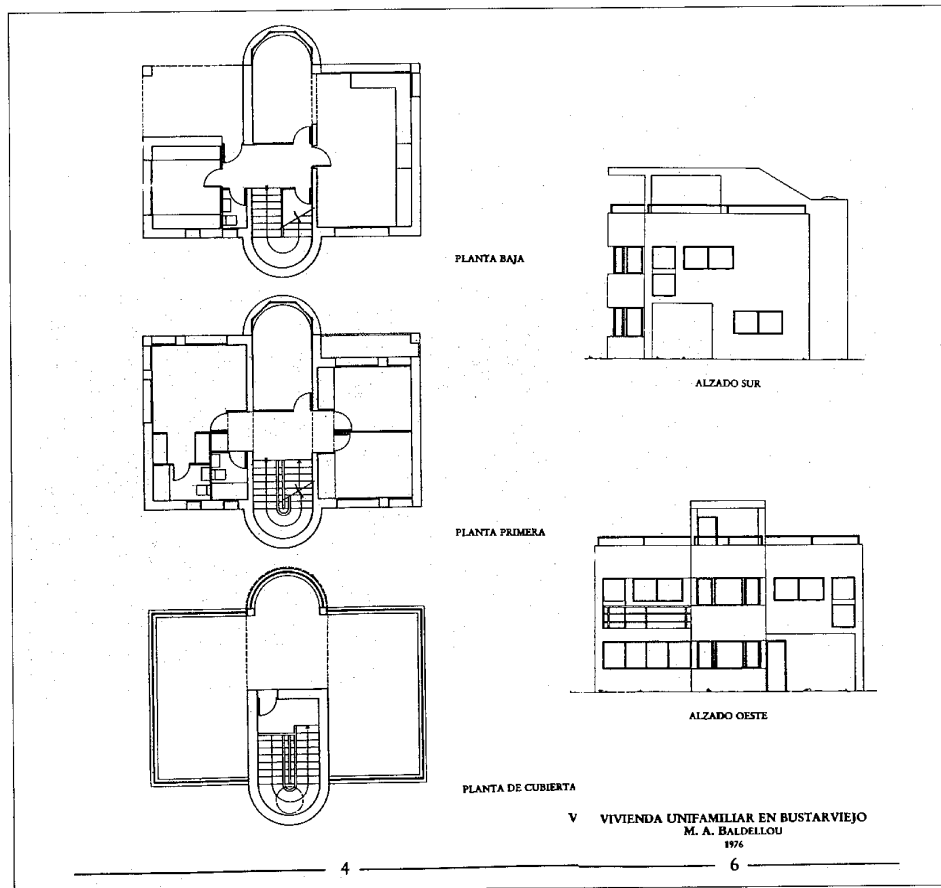 PLANTA BAJA
PLANTA PRIMERA
PLANTA DE CUBIERTA
ALZADO SUR
ALZADO OESTE
V VIVIENDA UNIFAMILIAR EN BUSTARVIEJO
M. A. BALDELLOU
1976
4
6